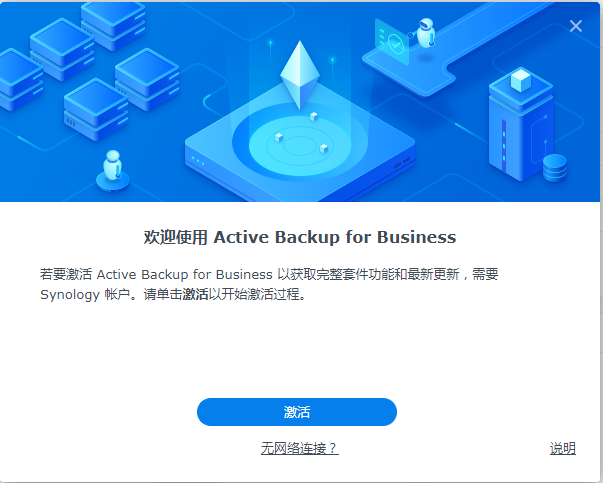 欢迎使用 Active Backup for Business
若要激活 Active Backup for Business 以获取完整套件功能和最新更新，需要
Synology 帐户。请单击激活以开始激活过程。
激活
无网络连接？
说明